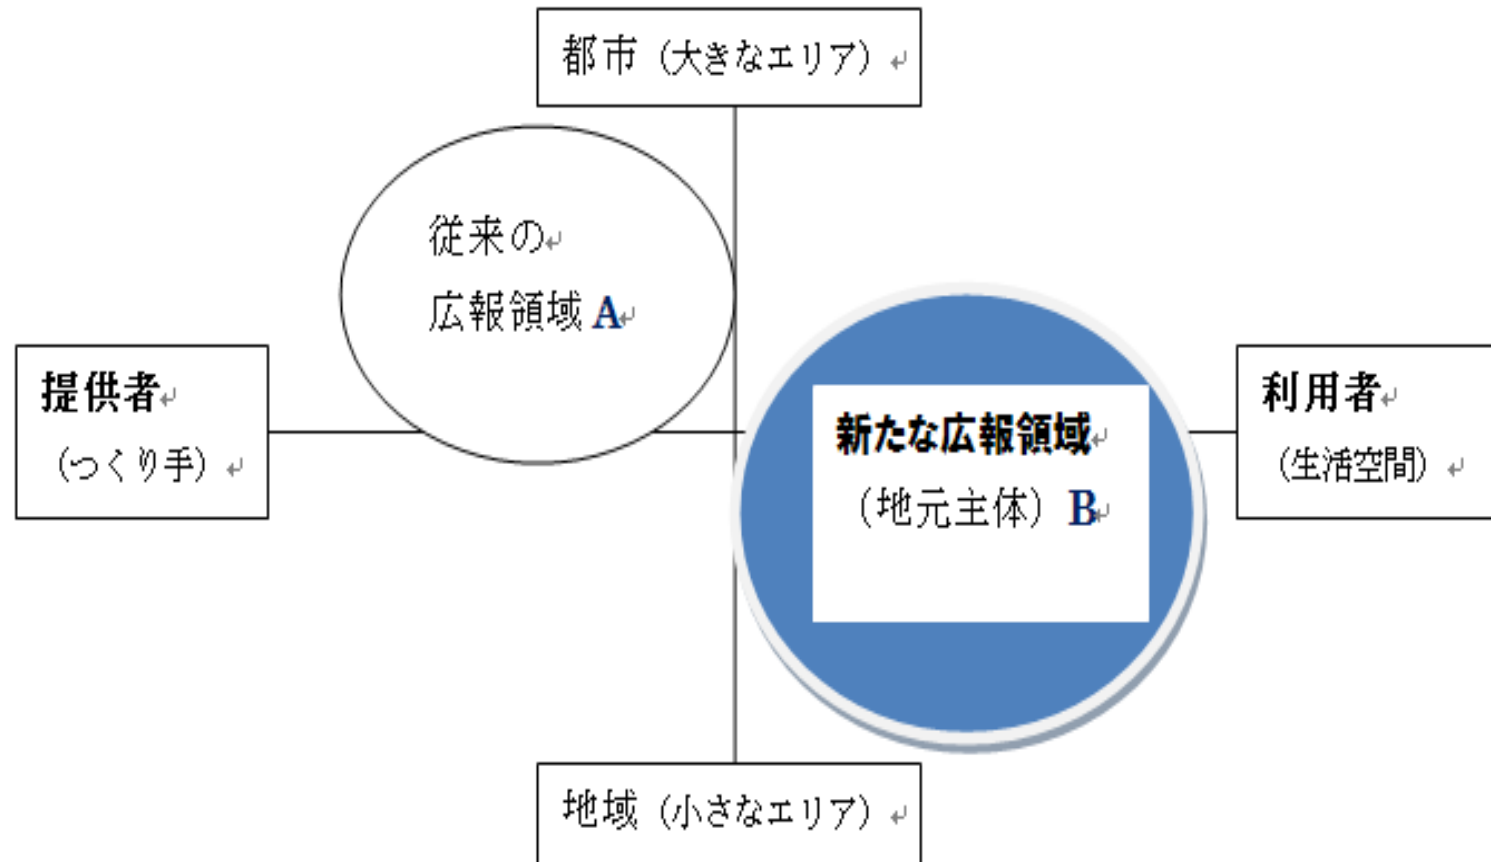 都市（大きなエリア）
従来の
広報領域 A
提供者
（つくり手）
新たな広報領域
（地元主体） B
利用者
（生活空間）
地域（小さなエリア）